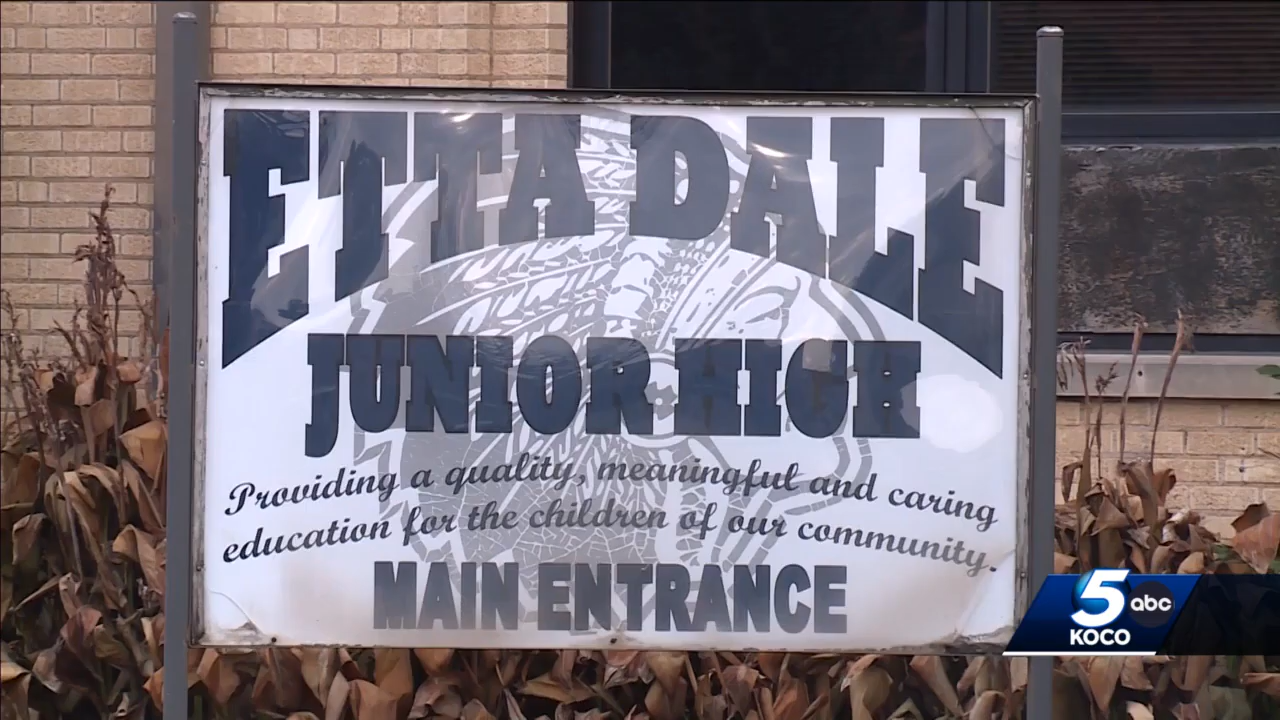 ETTA DALE
JUNIOR HIGH
Providing a quality, meaningful and caring
education for the children of our community.
MAIN ENTRANCE
5 abc
KOCO